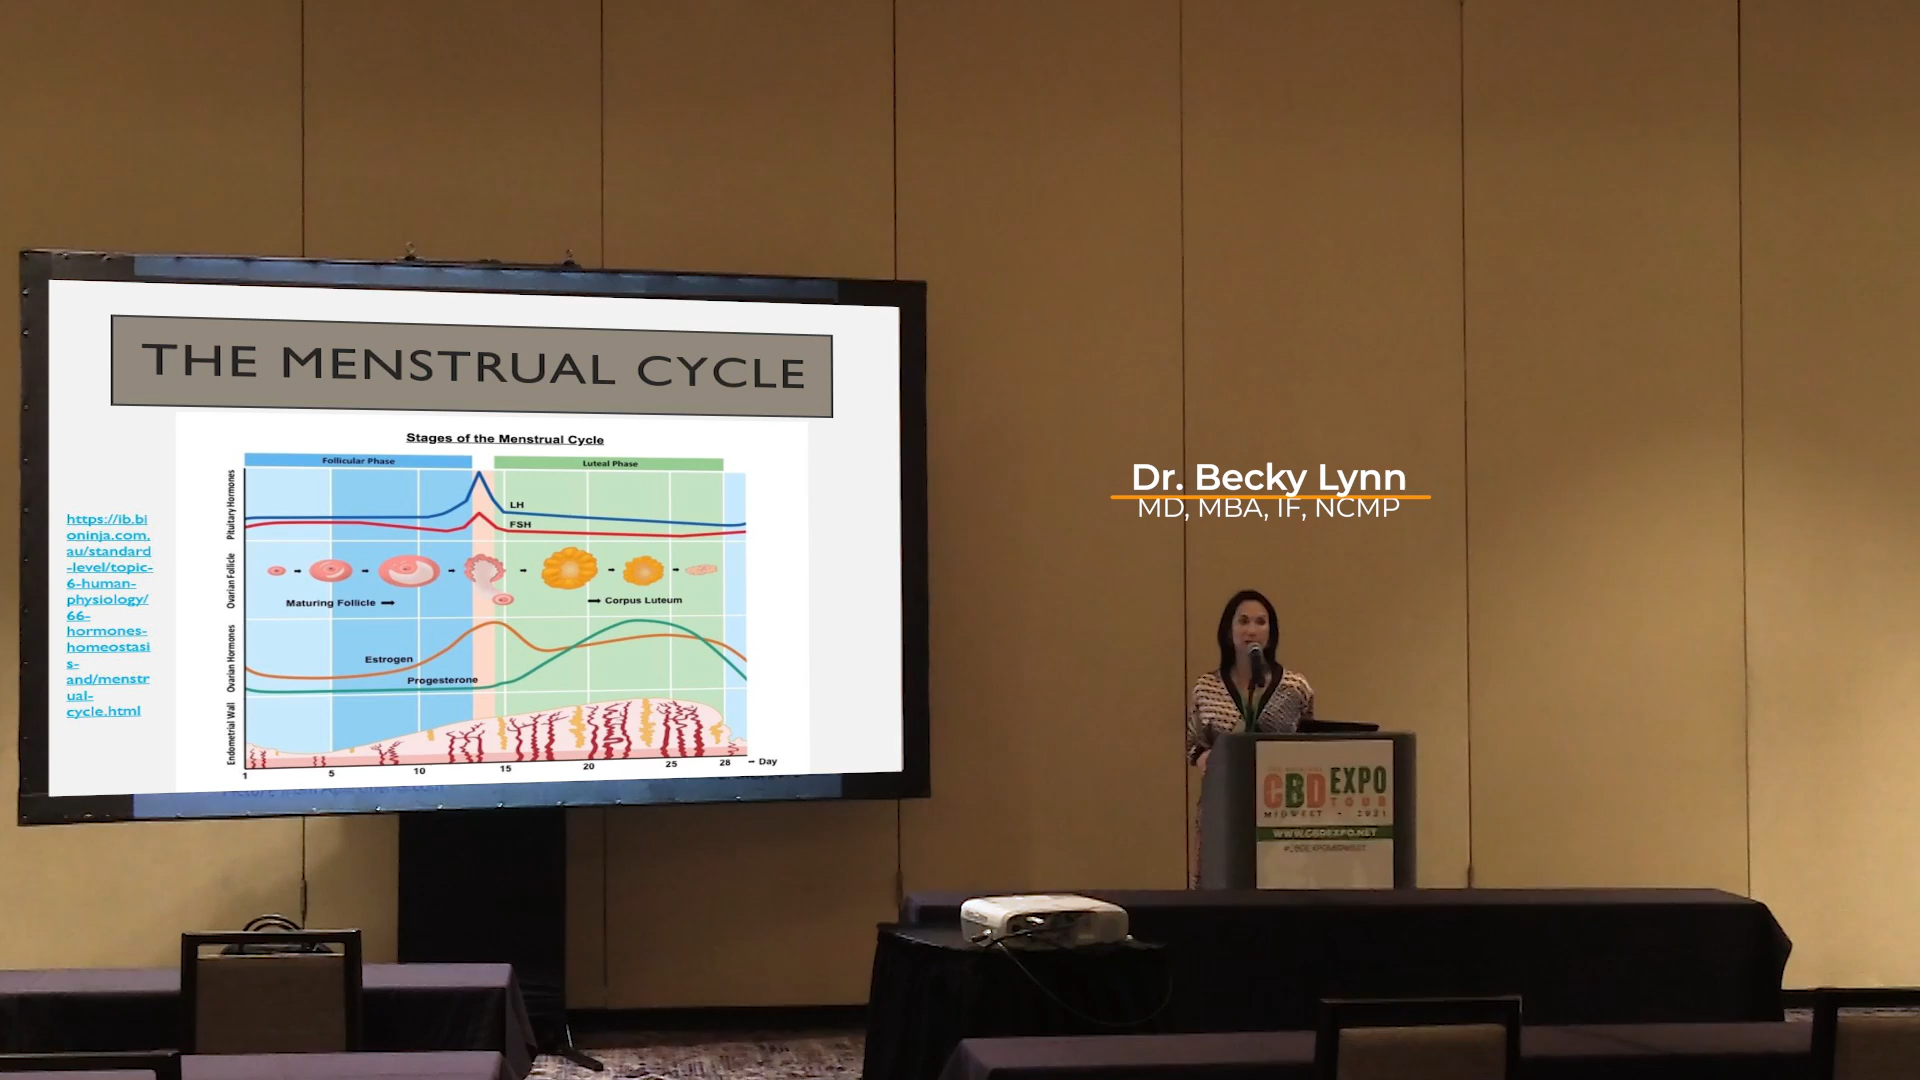 THE MENSTRUAL CYCLE
Stages of the Menstrual Cycle
Follicular Phase
Luteal Phase
Pituitary Hormones
LH
FSH
Ovarian Follicle
Maturing Follicle
Corpus Luteum
Ovarian Hormones
Estrogen
Progesterone
Endometrial Wall
1 5 10 15 20 25 28 Day
https://ib.bi
oninja.com.
au/standard
-level/topic-
6-human-
physiology/
66-
hormones-
homeostasi
s-
and/menstr
ual-
cycle.html
Dr. Becky Lynn
MD, MBA, IF, NCMP
CBD EXPO
TOUR
MIDWEST - 2021
WWW.CBDEXPO.NET